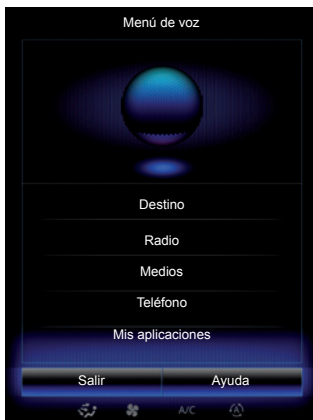 Menú de voz
Destino
Radio
Medios
Teléfono
Mis aplicaciones
Salir Ayuda
A/C